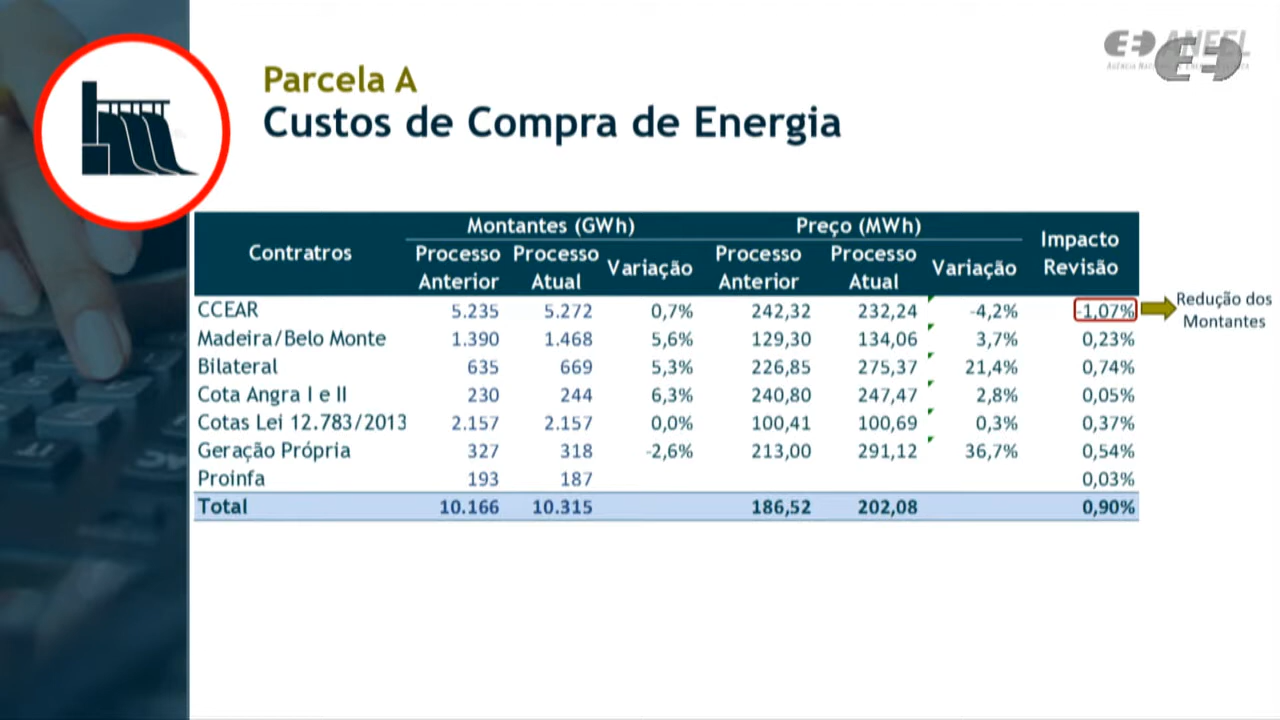 ANEEL
Parcela A
Custos de Compra de Energia
Contratros Montantes (GWh) Preço (MWh) Impacto Revisão
Processo Anterior Processo Atual Variação Processo Anterior Processo Atual Variação
CCEAR 5.235 5.272 0,7% 242,32 232,24 -4,2% -1,07%
Redução dos
Montantes
Madeira/Belo Monte 1.390 1.468 5,6% 129,30 134,06 3,7% 0,23%
Bilateral 635 669 5,3% 226,85 275,37 21,4% 0,74%
Cota Angra I e II 230 244 6,3% 240,80 247,47 2,8% 0,05%
Cotas Lei 12.783/2013 2.157 2.157 0,0% 100,41 100,69 0,3% 0,37%
Geração Própria 327 318 -2,6% 213,00 291,12 36,7% 0,54%
Proinfa 193 187 0,03%
Total 10.166 10.315 186,52 202,08 0,90%